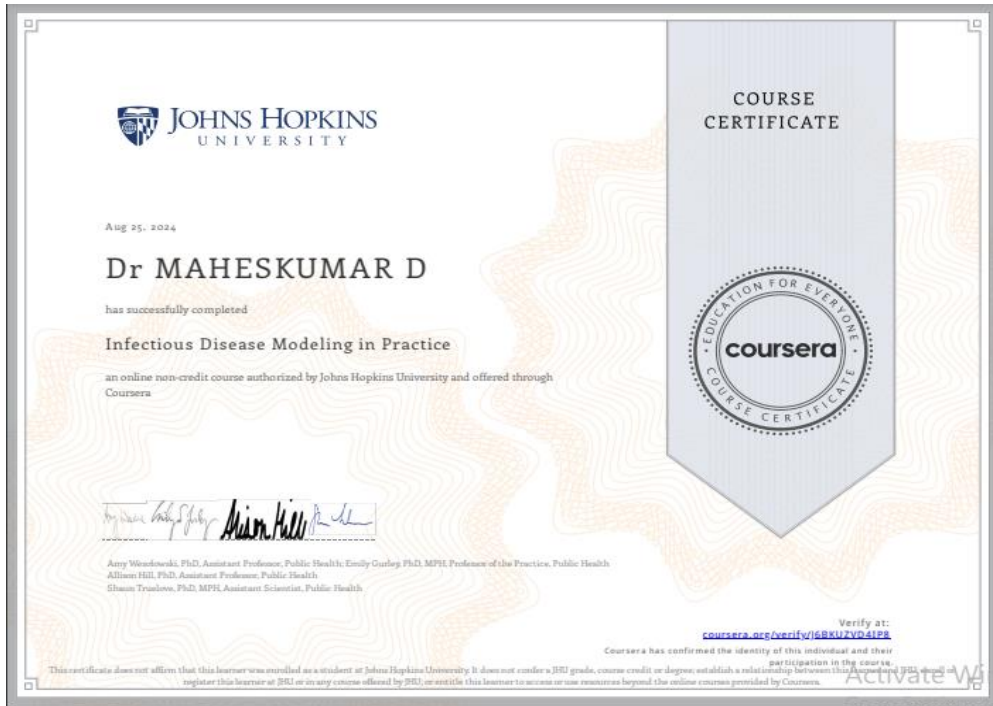 JOHNS HOPKINS
UNIVERSITY
COURSE
CERTIFICATE
Aug 25, 2024
Dr MAHESKUMAR D
has successfully completed
Infectious Disease Modeling in Practice
an online non-credit course authorized by Johns Hopkins University and offered through
Coursera
EDUCATION FOR EVERYONE
coursera
COURSE CERTIFICATE
Alison Hill
Amy Wesolowski, PhD, Assistant Professor, Public Health; Emily Gurley, PhD, MPH, Professor of the Practice, Public Health
Allison Hill, PhD, Assistant Professor, Public Health
Shaun Truelove, PhD, MPH, Assistant Scientist, Public Health
Verify at:
coursera.org/verify/J6BKUZVD4IP8
Coursera has confirmed the identity of this individual and their
participation in the course.
This certificate does not affirm that this learner was enrolled as a student at Johns Hopkins University. It does not confer a JHU grade, course credit or degree; establish a relationship between this learner and JHU; enroll or
register this learner at JHU or in any course offered by JHU; or entitle this learner to access or use resources beyond the online courses provided by Coursera.
Activate Wi